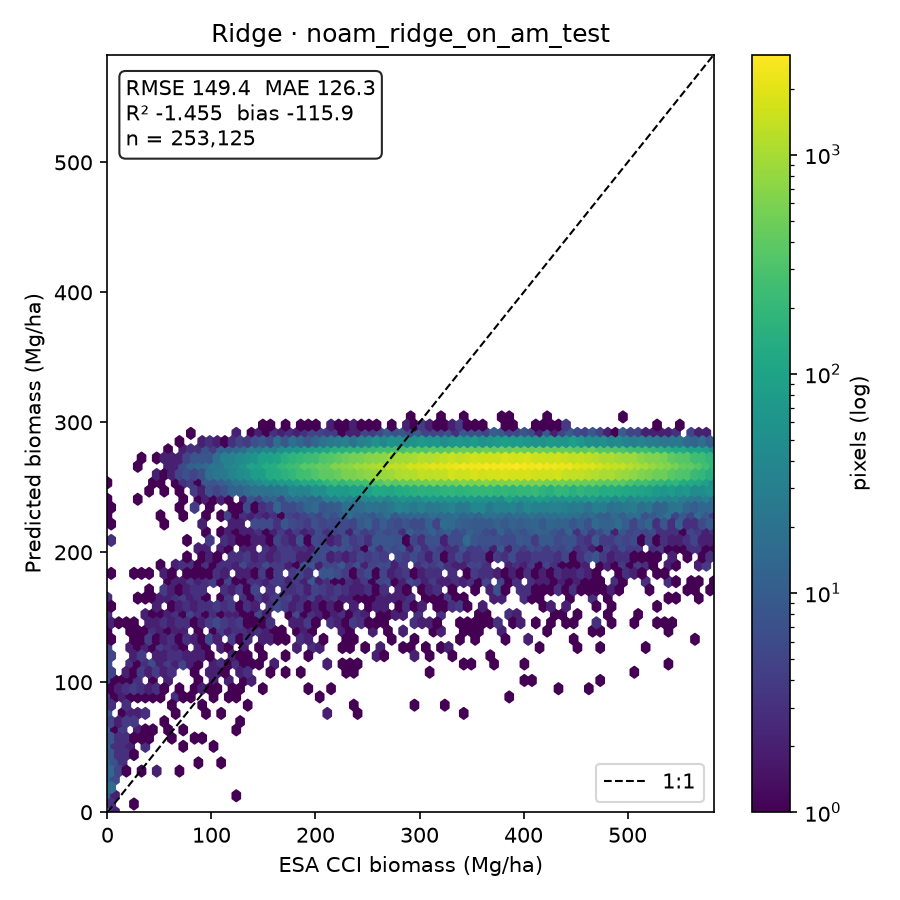 Ridge · noam_ridge_on_am_test
RMSE 149.4  MAE 126.3
R² -1.455  bias -115.9
n = 253,125
Predicted biomass (Mg/ha)
500
400
300
200
100
0
0 100 200 300 400 500
ESA CCI biomass (Mg/ha)
1:1
10³
10²
10¹
10⁰
pixels (log)